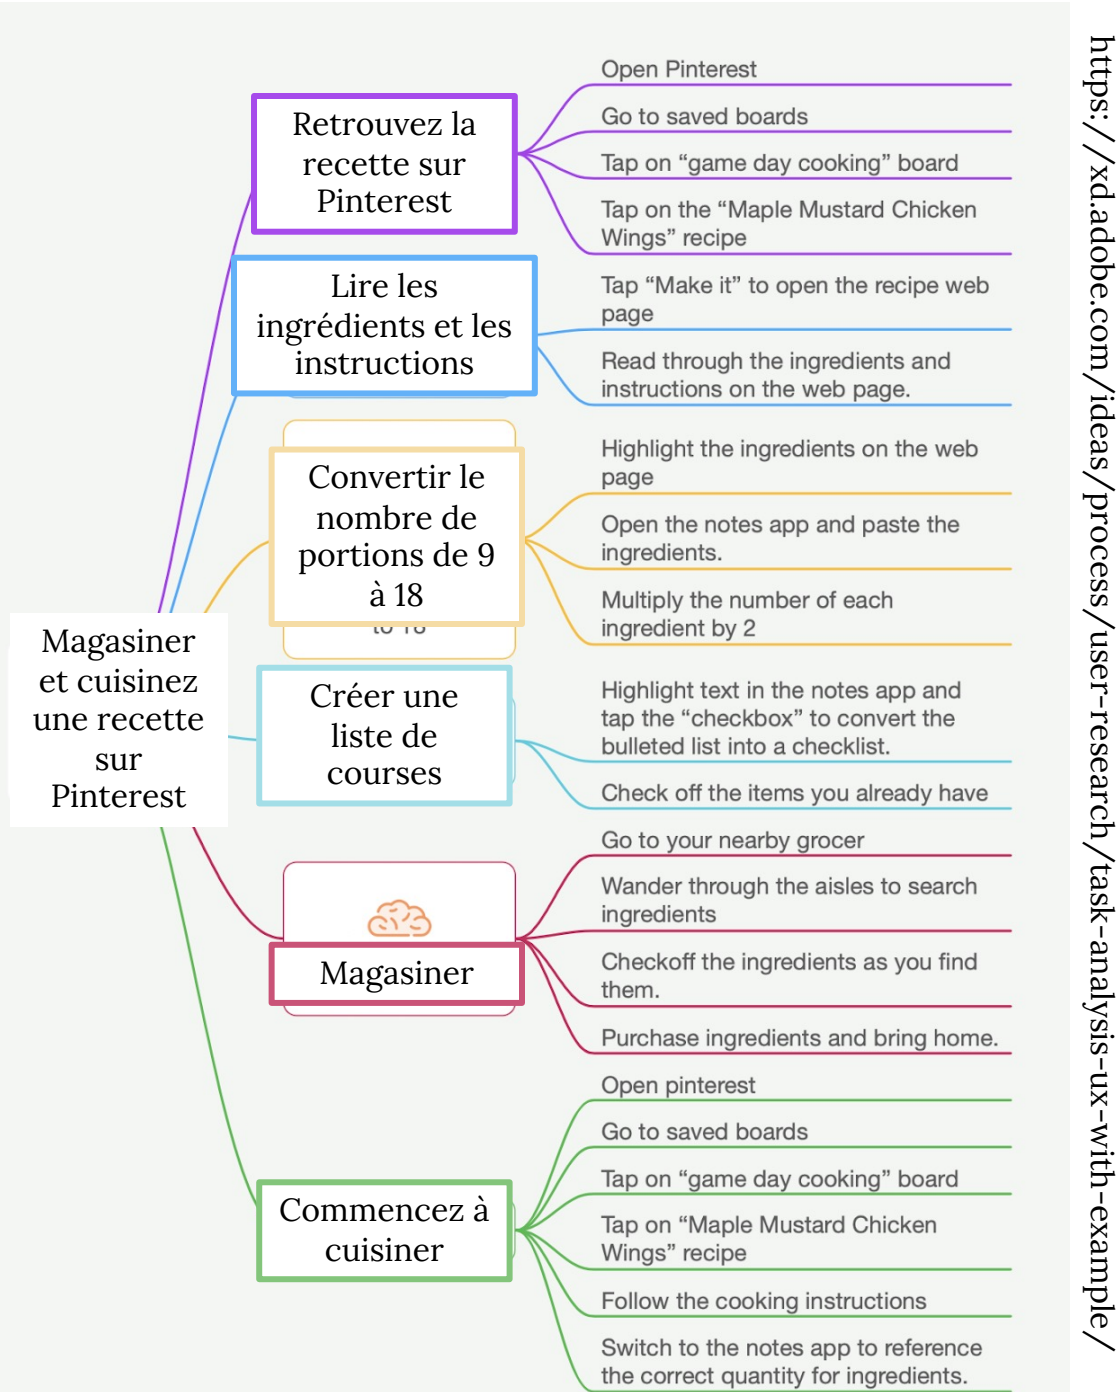 Magasiner
et cuisinez
une recette
sur
Pinterest
Retrouvez la
recette sur
Pinterest
Open Pinterest
Go to saved boards
Tap on “game day cooking” board
Tap on the “Maple Mustard Chicken
Wings” recipe
Lire les
ingrédients et les
instructions
Tap “Make it” to open the recipe web
page
Read through the ingredients and
instructions on the web page.
Convertir le
nombre de
portions de 9
à 18
to 18
Highlight the ingredients on the web
page
Open the notes app and paste the
ingredients.
Multiply the number of each
ingredient by 2
Créer une
liste de
courses
Highlight text in the notes app and
tap the “checkbox” to convert the
bulleted list into a checklist.
Check off the items you already have
Magasiner
Go to your nearby grocer
Wander through the aisles to search
ingredients
Checkoff the ingredients as you find
them.
Purchase ingredients and bring home.
Commencez à
cuisiner
Open pinterest
Go to saved boards
Tap on “game day cooking” board
Tap on “Maple Mustard Chicken
Wings” recipe
Follow the cooking instructions
Switch to the notes app to reference
the correct quantity for ingredients.
https://xd.adobe.com/ideas/process/user-research/task-analysis-ux-with-example/